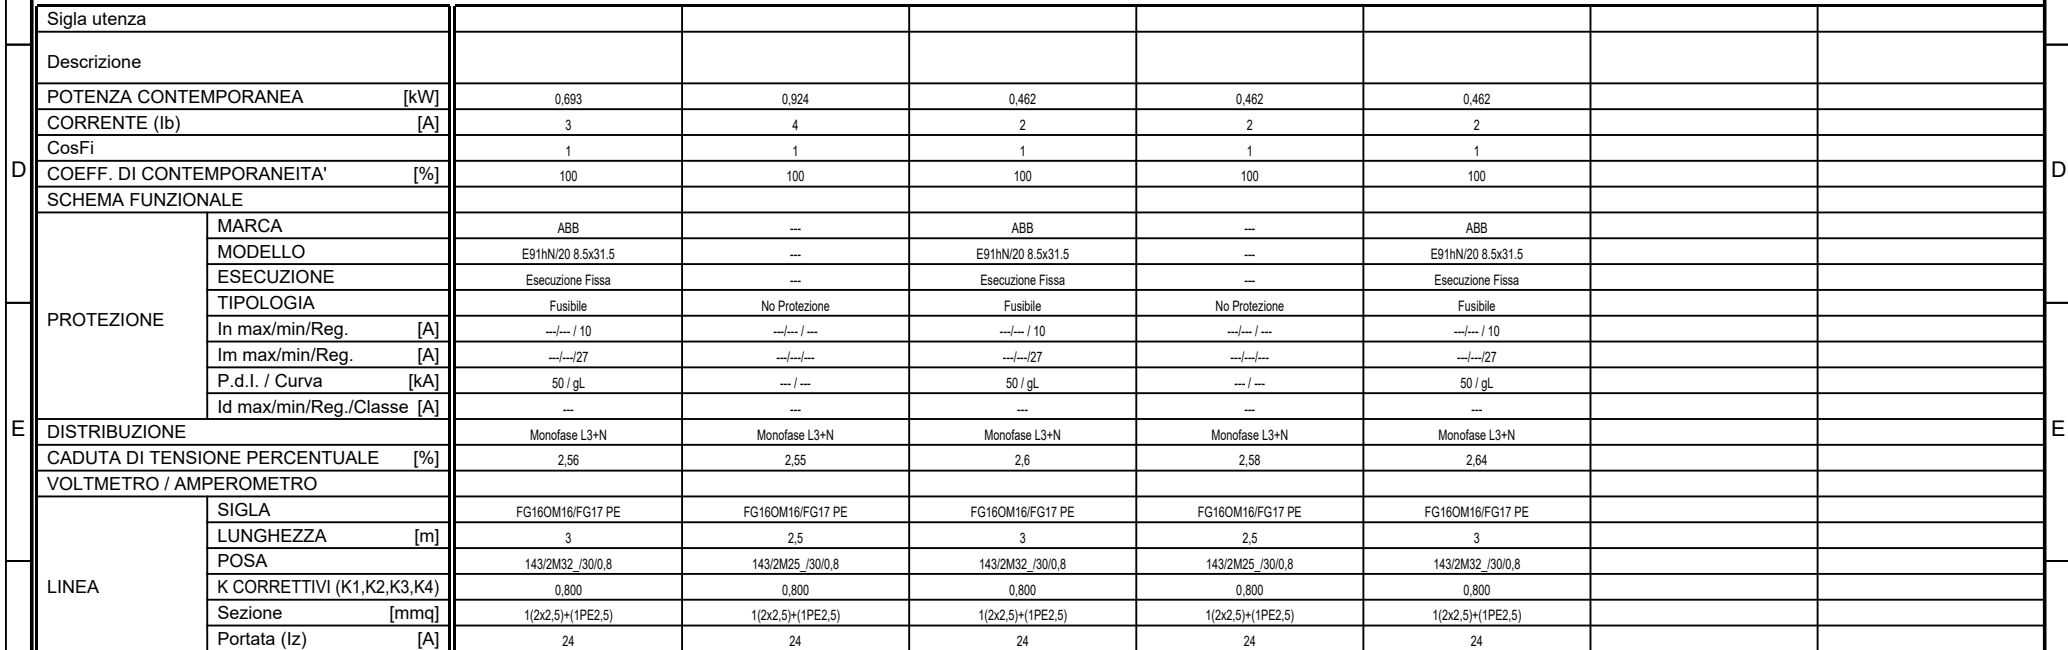 Sigla utenza
Descrizione
POTENZA CONTEMPORANEA [kW] 0,693 0,924 0,462 0,462 0,462
CORRENTE (Ib) [A] 3 4 2 2 2
CosFi 1 1 1 1 1
D COEFF. DI CONTEMPORANEITA' [%] 100 100 100 100 100 D
SCHEMA FUNZIONALE
MARCA ABB --- ABB --- ABB
MODELLO E91hN/20 8.5x31.5 --- E91hN/20 8.5x31.5 --- E91hN/20 8.5x31.5
ESECUZIONE Esecuzione Fissa --- Esecuzione Fissa --- Esecuzione Fissa
TIPOLOGIA Fusibile No Protezione Fusibile No Protezione Fusibile
PROTEZIONE
In max/min/Reg. [A] ---/--- / 10 ---/--- / --- ---/--- / 10 ---/--- / --- ---/--- / 10
Im max/min/Reg. [A] ---/---/27 ---/---/--- ---/---/27 ---/---/--- ---/---/27
P.d.I. / Curva [kA] 50 / gL --- / --- 50 / gL --- / --- 50 / gL
Id max/min/Reg./Classe [A] --- --- --- --- ---
E DISTRIBUZIONE Monofase L3+N Monofase L3+N Monofase L3+N Monofase L3+N Monofase L3+N E
CADUTA DI TENSIONE PERCENTUALE [%] 2,56 2,55 2,6 2,58 2,64
VOLTMETRO / AMPEROMETRO
SIGLA FG16OM16/FG17 PE FG16OM16/FG17 PE FG16OM16/FG17 PE FG16OM16/FG17 PE FG16OM16/FG17 PE
LUNGHEZZA [m] 3 2,5 3 2,5 3
POSA 143/2M32_/30/0,8 143/2M25_/30/0,8 143/2M32_/30/0,8 143/2M25_/30/0,8 143/2M32_/30/0,8
LINEA K CORRETTIVI (K1,K2,K3,K4) 0,800 0,800 0,800 0,800 0,800
Sezione [mmq] 1(2x2,5)+(1PE2,5) 1(2x2,5)+(1PE2,5) 1(2x2,5)+(1PE2,5) 1(2x2,5)+(1PE2,5) 1(2x2,5)+(1PE2,5)
Portata (Iz) [A] 24 24 24 24 24